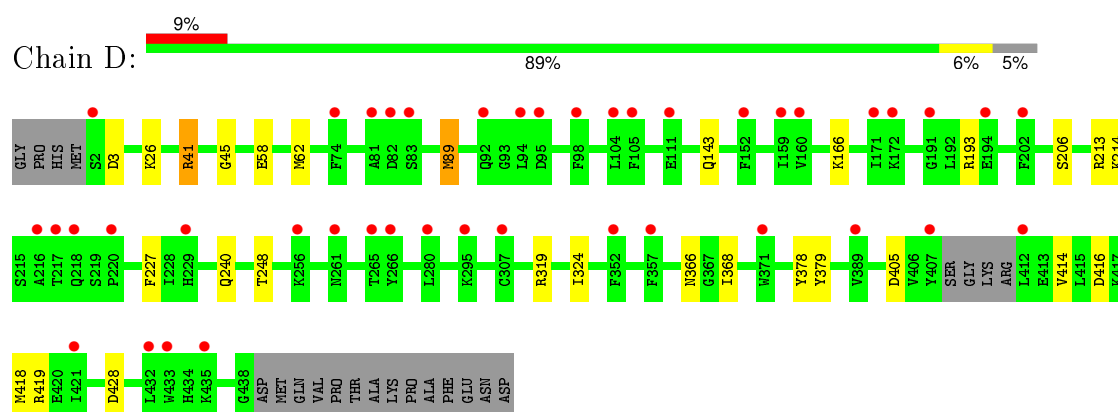 9%
Chain D:
89% 6% 5%
GLY PRO HIS MET S2 D3 K26 R41 G45 E58 M62 F74 A81 D82 S83 M89 Q92 G93 L94 D95 F98 L104 F105 E111 Q143 F152 I159 V160 K166 I171 K172 G191 L192 R193 E194 F202 S206 R213 K214
S215 A216 T217 Q218 S219 P220 F227 I228 H229 Q240 T248 K256 N261 T265 Y266 L280 K295 C307 R319 I324 F352 F357 N366 G367 I368 W371 Y378 Y379 V389 D405 V406 Y407 SER GLY LYS ARG L412 E413 V414 L415 D416 K417
M418 R419 E420 I421 D428 L432 W433 H434 K435 G438 ASP MET GLN VAL PRO THR ALA LYS PRO ALA PHE GLU ASN ASP